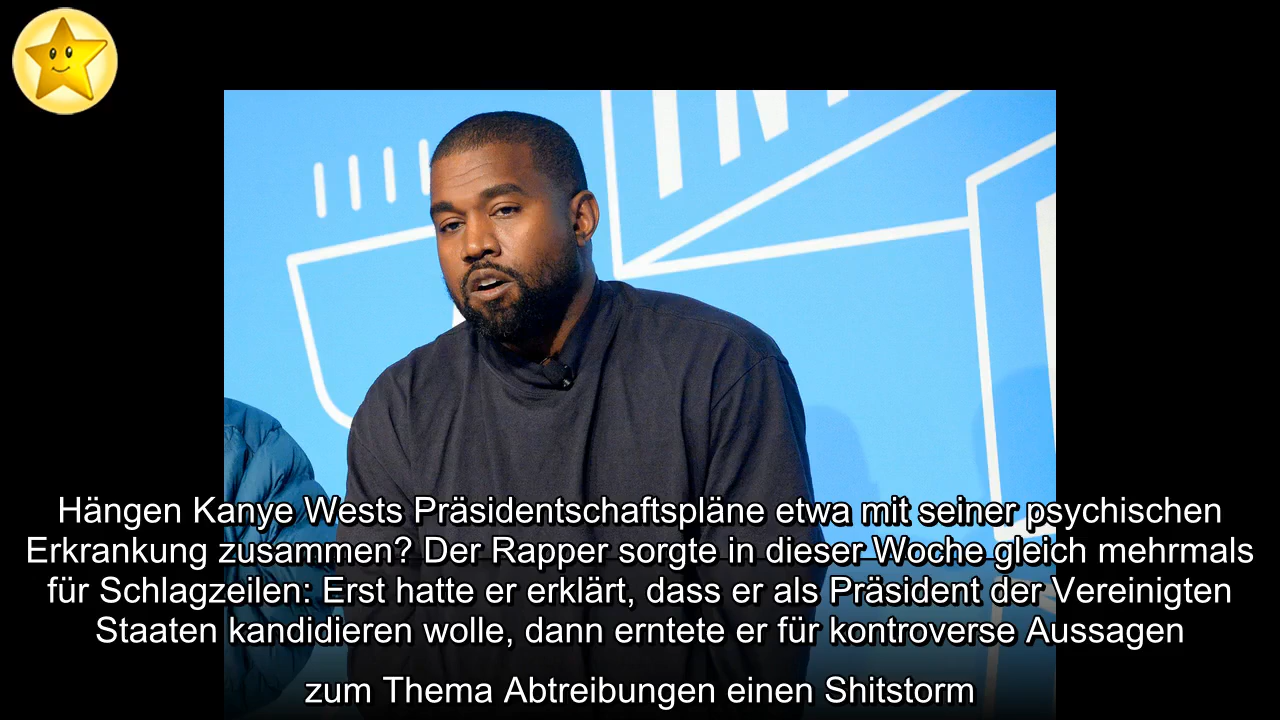 Hängen Kanye Wests Präsidentschaftspläne etwa mit seiner psychischen
Erkrankung zusammen? Der Rapper sorgte in dieser Woche gleich mehrmals
für Schlagzeilen: Erst hatte er erklärt, dass er als Präsident der Vereinigten
Staaten kandidieren wolle, dann erntete er für kontroverse Aussagen
zum Thema Abtreibungen einen Shitstorm